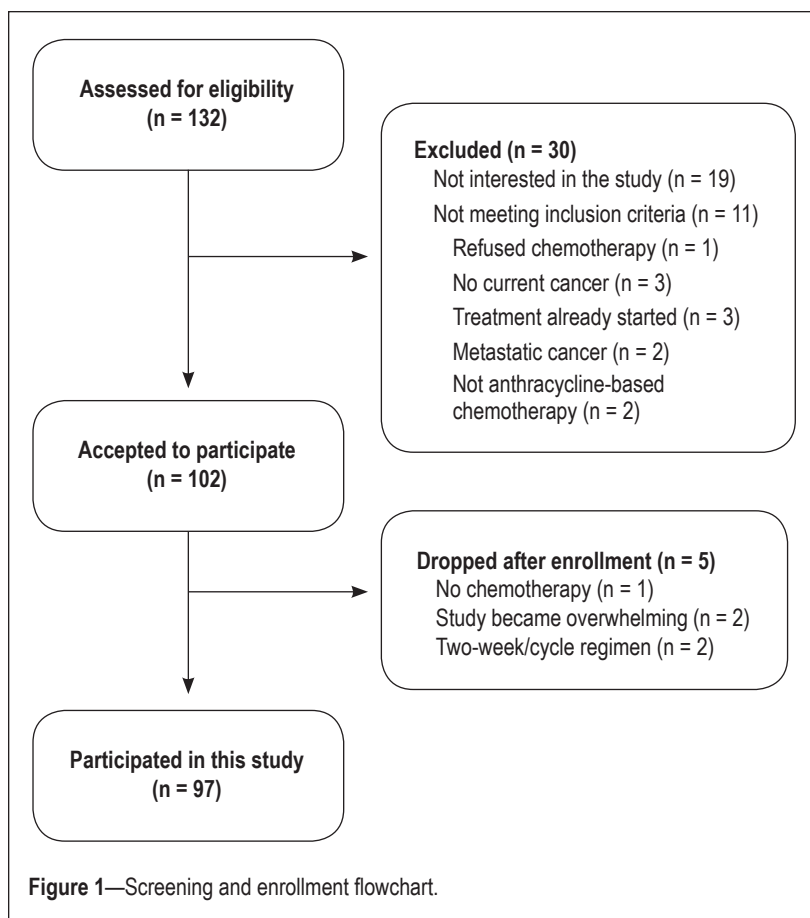 Assessed for eligibility
(n = 132)
Excluded (n = 30)
Not interested in the study (n = 19)
Not meeting inclusion criteria (n = 11)
Refused chemotherapy (n = 1)
No current cancer (n = 3)
Treatment already started (n = 3)
Metastatic cancer (n = 2)
Not anthracycline-based
chemotherapy (n = 2)
Accepted to participate
(n = 102)
Dropped after enrollment (n = 5)
No chemotherapy (n = 1)
Study became overwhelming (n = 2)
Two-week/cycle regimen (n = 2)
Participated in this study
(n = 97)
Figure 1—Screening and enrollment flowchart.